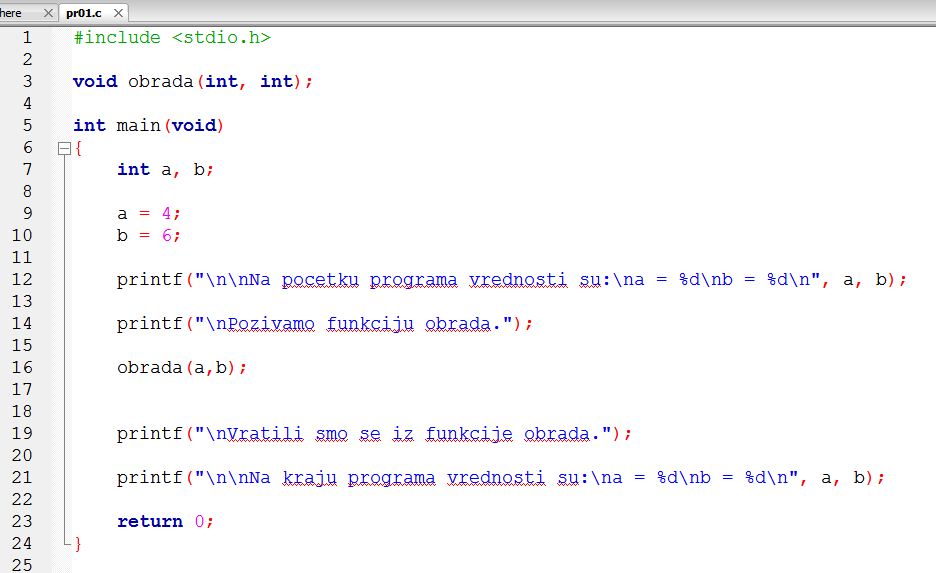 here pr01.c
1 #include <stdio.h>
2
3 void obrada(int, int);
4
5 int main(void)
6 {
7 int a, b;
8
9 a = 4;
10 b = 6;
11
12 printf("\n\nNa pocetku programa vrednosti su:\na = %d\nb = %d\n", a, b);
13
14 printf("\nPozivamo funkciju obrada.");
15
16 obrada(a,b);
17
18
19 printf("\nVratili smo se iz funkcije obrada.");
20
21 printf("\n\nNa kraju programa vrednosti su:\na = %d\nb = %d\n", a, b);
22
23 return 0;
24 }
25